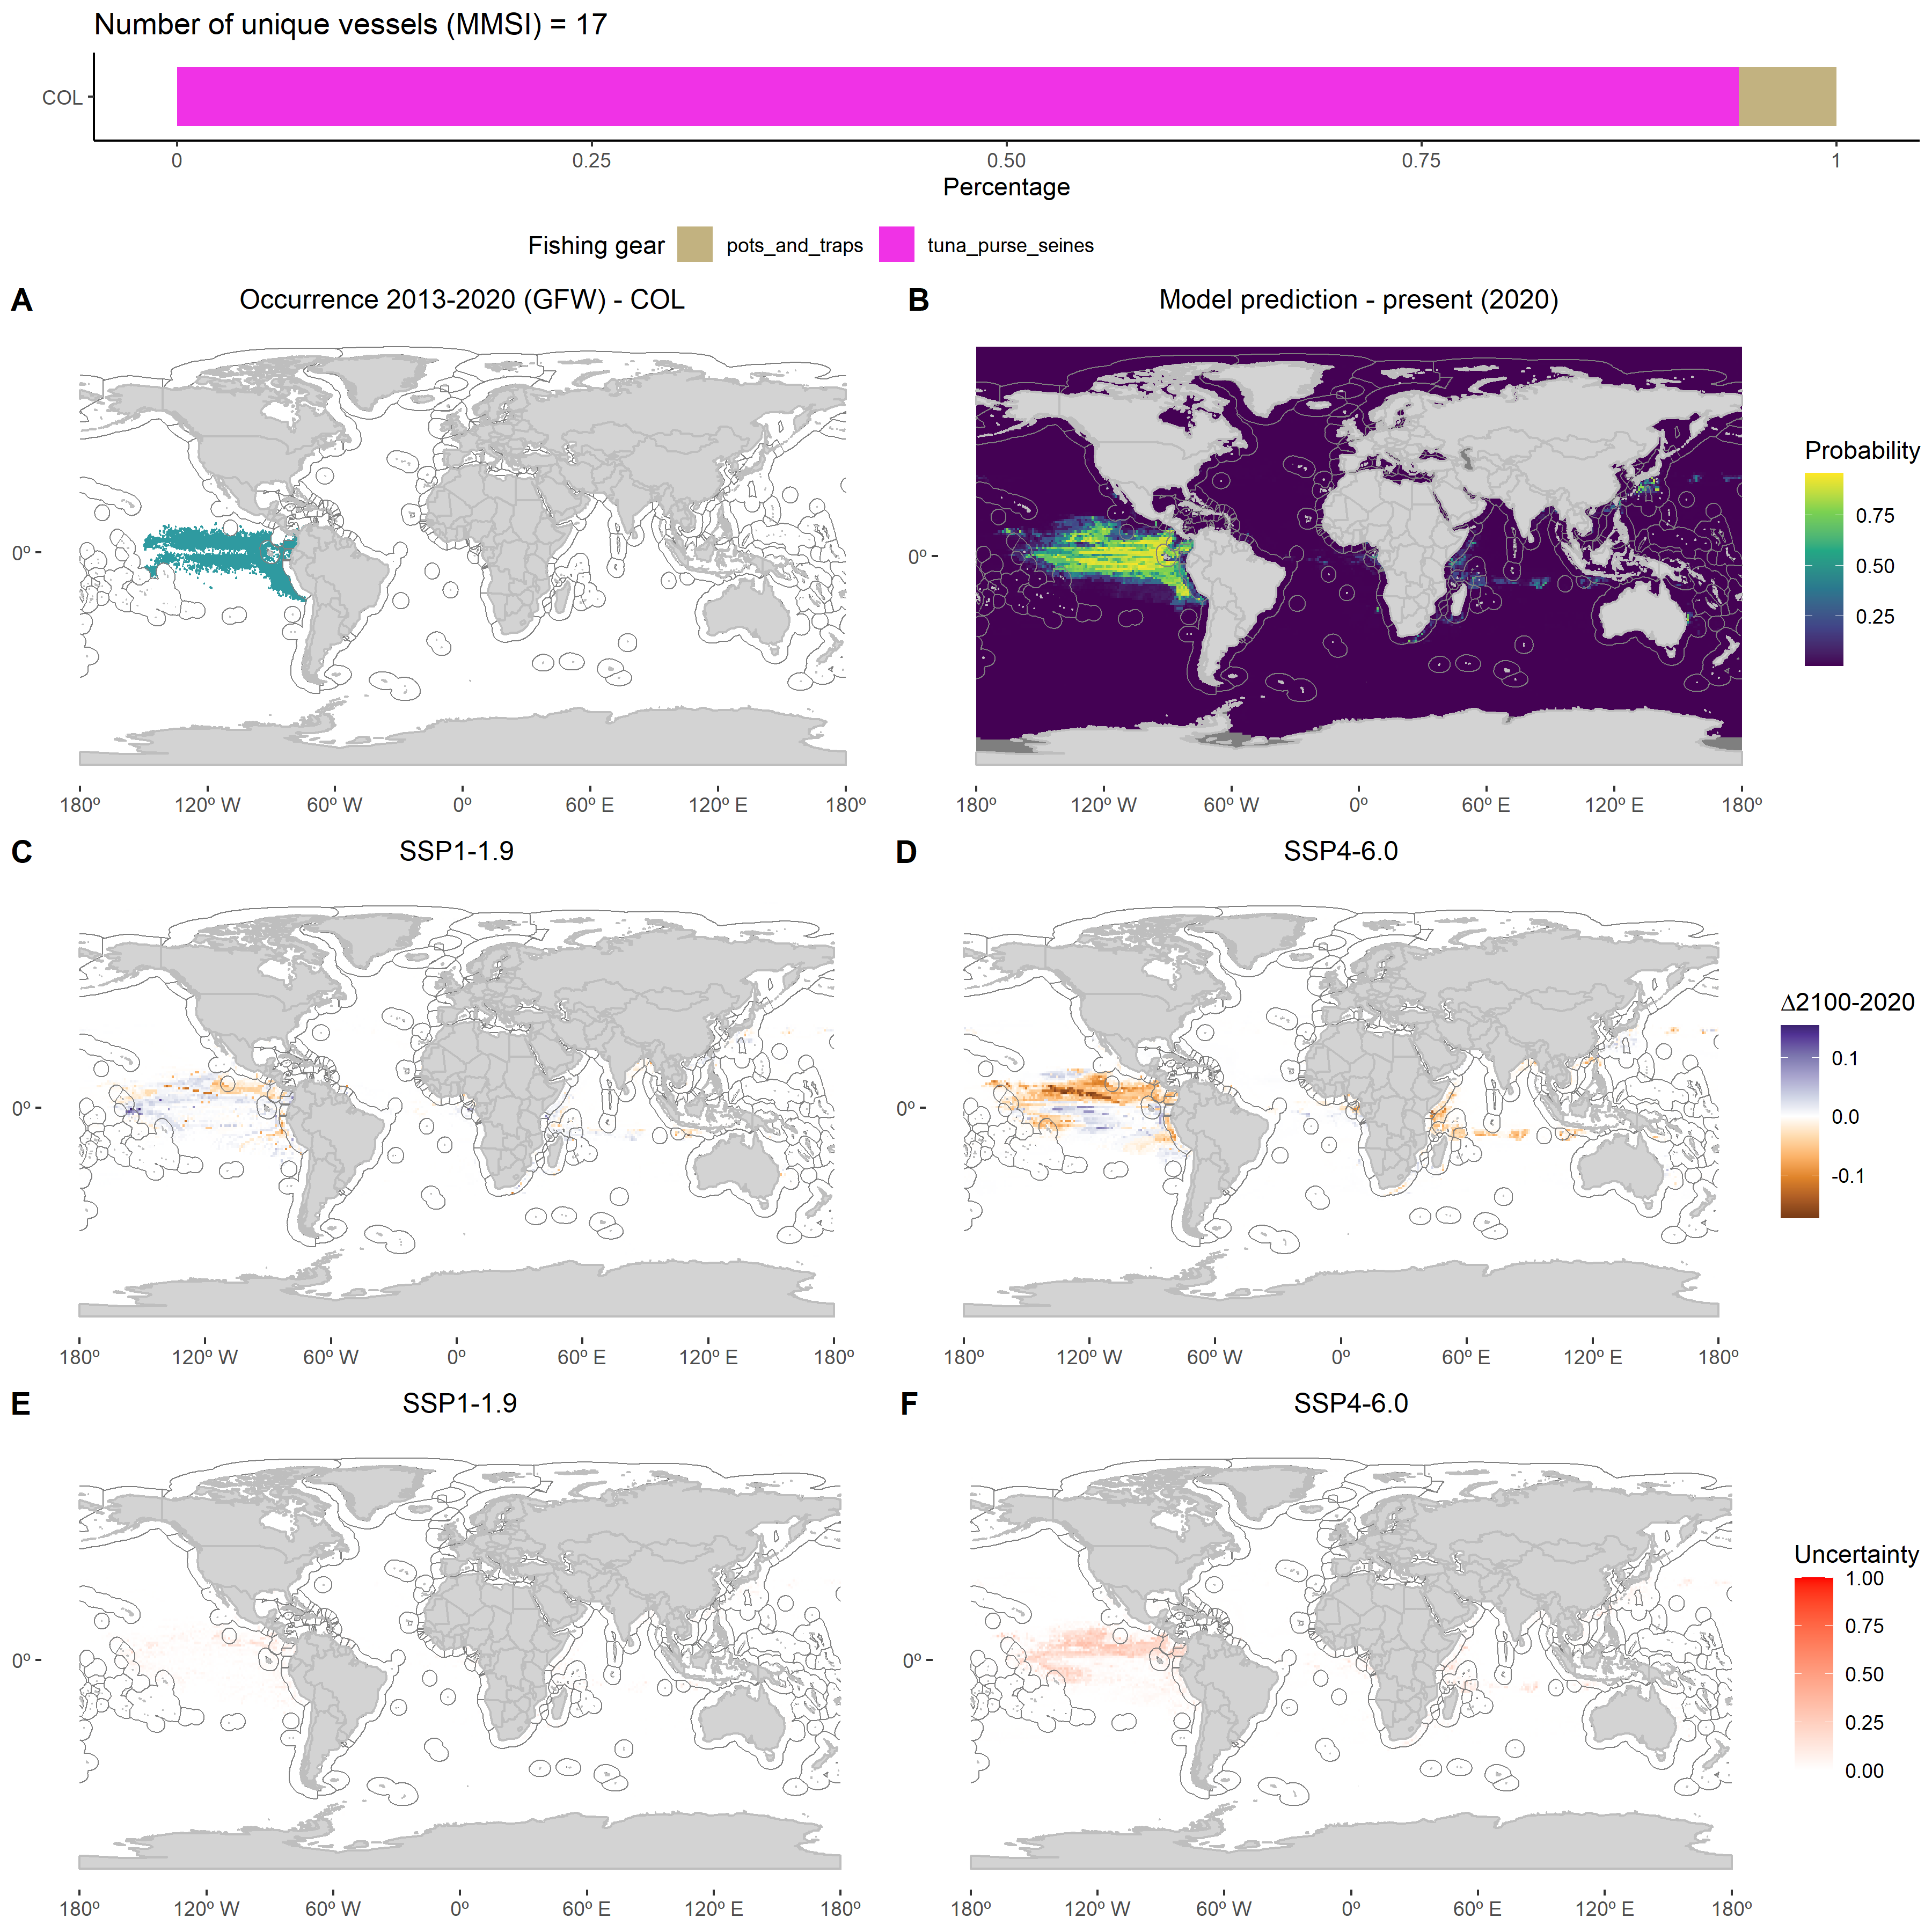 Number of unique vessels (MMSI) = 17
COL
0 0.25 0.50 0.75 1
Percentage
Fishing gear pots_and_traps tuna_purse_seines
A Occurrence 2013-2020 (GFW) - COL
0º
180º 120º W 60º W 0º 60º E 120º E 180º
B Model prediction - present (2020)
0º
180º 120º W 60º W 0º 60º E 120º E 180º
Probability
0.75
0.50
0.25
C SSP1-1.9
0º
180º 120º W 60º W 0º 60º E 120º E 180º
D SSP4-6.0
0º
180º 120º W 60º W 0º 60º E 120º E 180º
∆2100-2020
0.1
0.0
-0.1
E SSP1-1.9
0º
180º 120º W 60º W 0º 60º E 120º E 180º
F SSP4-6.0
0º
180º 120º W 60º W 0º 60º E 120º E 180º
Uncertainty
1.00
0.75
0.50
0.25
0.00